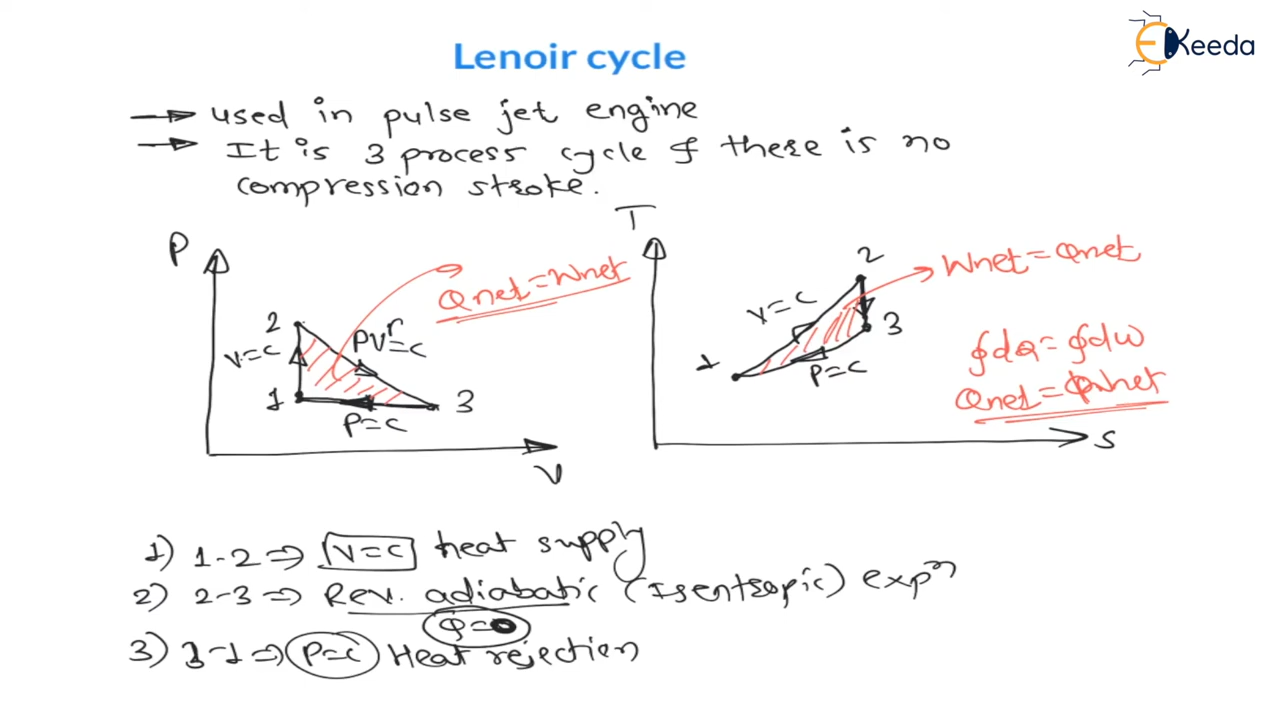 Lenoir cycle
EKeeda
→ used in pulse jet engine
→ It is 3 process cycle & there is no
compression stroke.
P
2
V=C
PVʳ=C
1
3
P=C
V
Qnet=Wnet
T
2
V=C
3
1
P=C
S
Wnet=Qnet
∮dQ=∮dW
Qnet=Wnet
1) 1-2 ⇒ V=C heat supply
2) 2-3 ⇒ Rev. adiabatic (Isentropic) expⁿ
Q=0
3) 3-1 ⇒ P=C Heat rejection